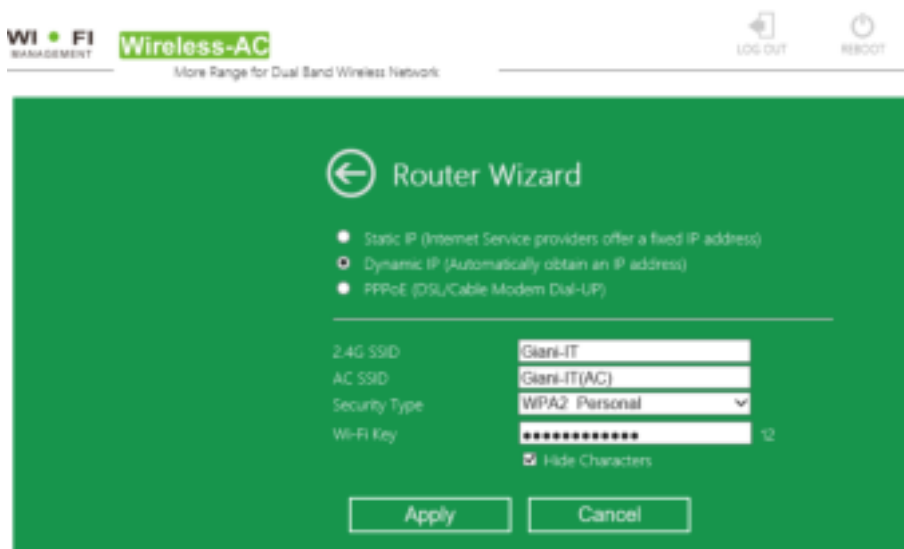 WI FI
MANAGEMENT
Wireless-AC
More Range for Dual Band Wireless Network
LOG OUT
REBOOT
Router Wizard
Static IP (Internet Service providers offer a fixed IP address)
Dynamic IP (Automatically obtain an IP address)
PPPoE (DSL/Cable Modem Dial-UP)
2.4G SSID Giani-IT
AC SSID Giani-IT(AC)
Security Type WPA2 Personal
Wi-Fi Key ●●●●●●●●●●●● 12
Hide Characters
Apply Cancel